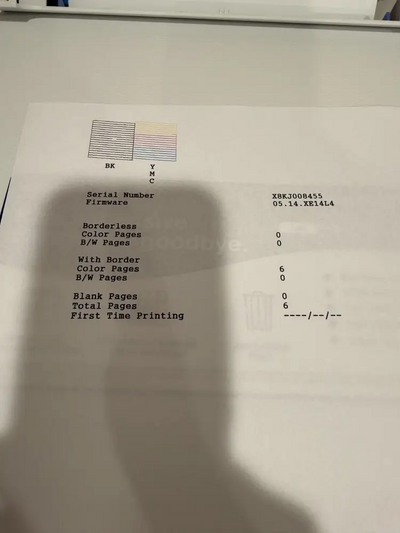 BK
Y
M
C
Serial Number X8KJ008455
Firmware 05.14.XE14L4
Borderless
Color Pages 0
B/W Pages 0
goodbye.
With Border
Color Pages 6
B/W Pages 0
Blank Pages 0
Total Pages 6
First Time Printing ----/--/--